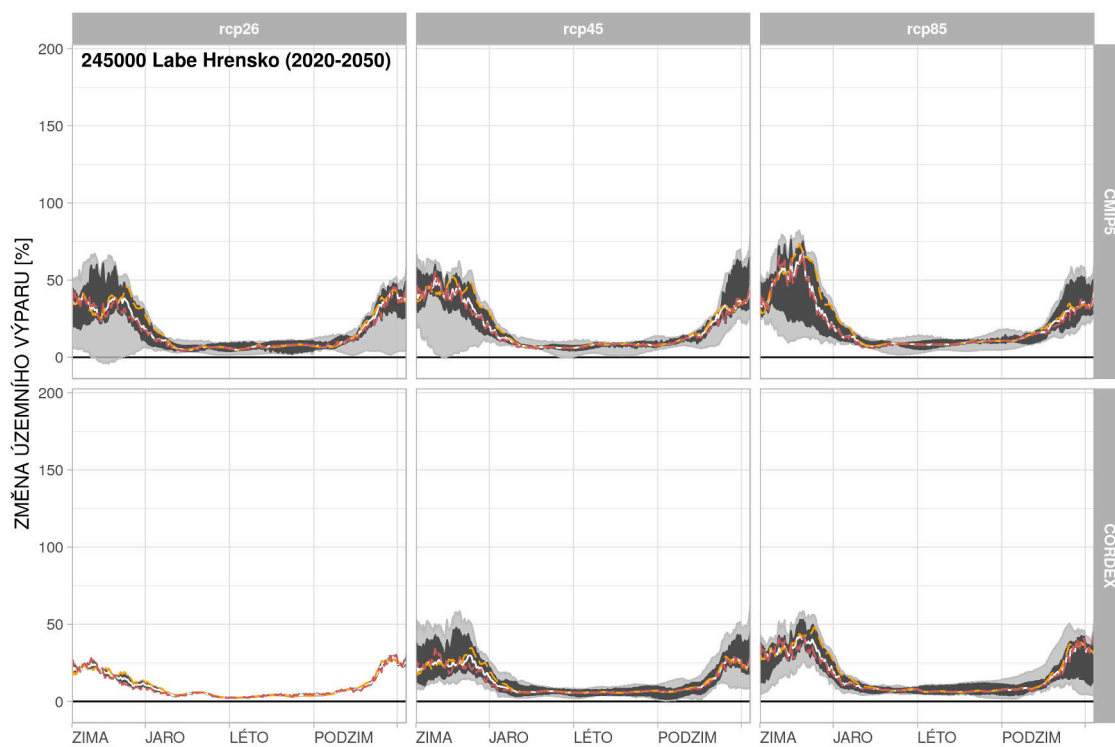 rcp26 rcp45 rcp85
245000 Labe Hrensko (2020-2050)
200
150
100
50
0
CMIP5
ZMĚNA ÚZEMNÍHO VÝPARU [%]
200
150
100
50
0
CORDEX
ZIMA JARO LÉTO PODZIM ZIMA JARO LÉTO PODZIM ZIMA JARO LÉTO PODZIM